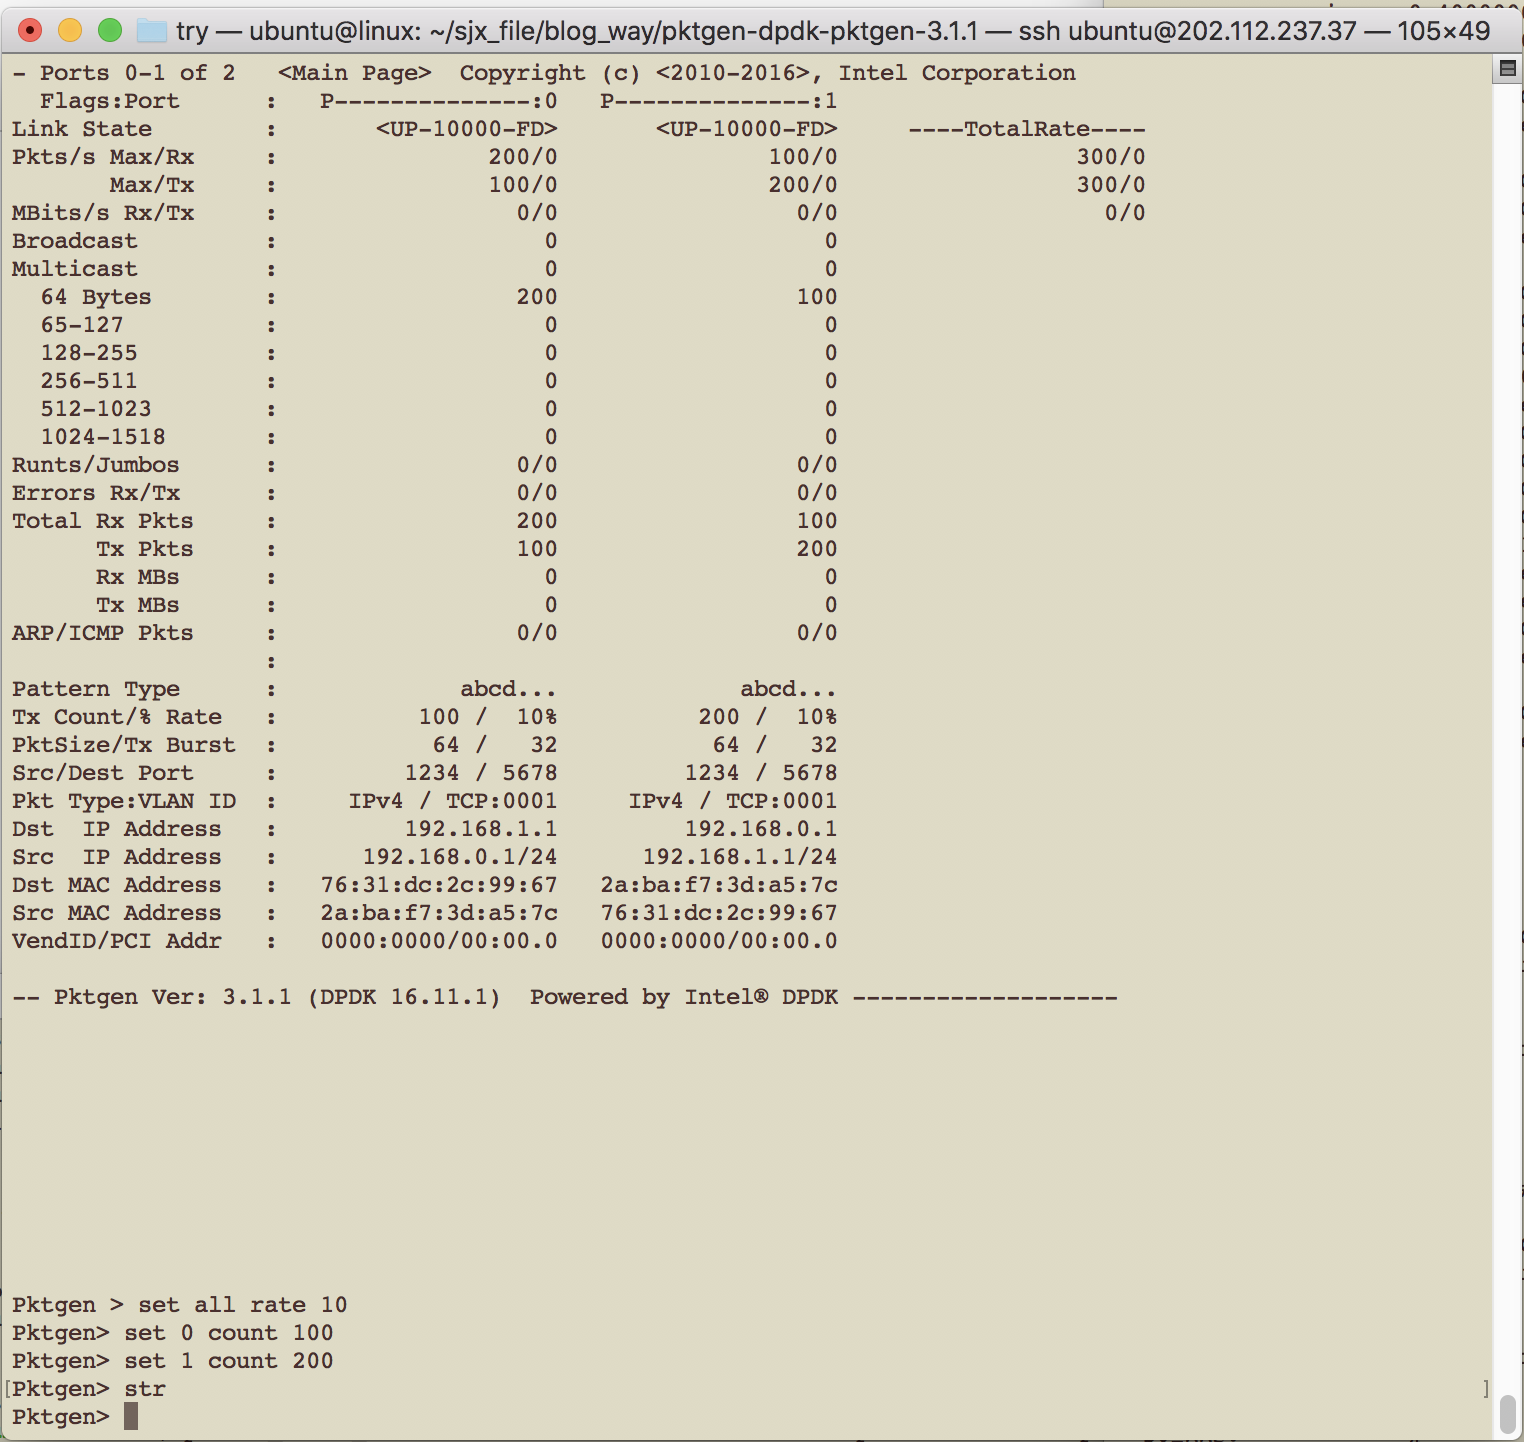 try — ubuntu@linux: ~/sjx_file/blog_way/pktgen-dpdk-pktgen-3.1.1 — ssh ubuntu@202.112.237.37 — 105×49
- Ports 0-1 of 2   <Main Page>  Copyright (c) <2010-2016>, Intel Corporation
  Flags:Port      :   P--------------:0   P--------------:1
Link State        :       <UP-10000-FD>       <UP-10000-FD>     ----TotalRate----
Pkts/s Max/Rx     :               200/0               100/0                 300/0
       Max/Tx     :               100/0               200/0                 300/0
MBits/s Rx/Tx     :                 0/0                 0/0                   0/0
Broadcast         :                   0                   0
Multicast         :                   0                   0
  64 Bytes        :                 200                 100
  65-127          :                   0                   0
  128-255         :                   0                   0
  256-511         :                   0                   0
  512-1023        :                   0                   0
  1024-1518       :                   0                   0
Runts/Jumbos      :                 0/0                 0/0
Errors Rx/Tx      :                 0/0                 0/0
Total Rx Pkts     :                 200                 100
      Tx Pkts     :                 100                 200
      Rx MBs      :                   0                   0
      Tx MBs      :                   0                   0
ARP/ICMP Pkts     :                 0/0                 0/0
                  :
Pattern Type      :             abcd...             abcd...
Tx Count/% Rate   :          100 /  10%          200 /  10%
PktSize/Tx Burst  :           64 /   32           64 /   32
Src/Dest Port     :         1234 / 5678         1234 / 5678
Pkt Type:VLAN ID  :     IPv4 / TCP:0001     IPv4 / TCP:0001
Dst  IP Address   :         192.168.1.1         192.168.0.1
Src  IP Address   :      192.168.0.1/24      192.168.1.1/24
Dst MAC Address   :   76:31:dc:2c:99:67   2a:ba:f7:3d:a5:7c
Src MAC Address   :   2a:ba:f7:3d:a5:7c   76:31:dc:2c:99:67
VendID/PCI Addr   :   0000:0000/00:00.0   0000:0000/00:00.0
-- Pktgen Ver: 3.1.1 (DPDK 16.11.1)  Powered by Intel® DPDK -------------------
Pktgen > set all rate 10
Pktgen> set 0 count 100
Pktgen> set 1 count 200
[Pktgen> str ]
Pktgen>